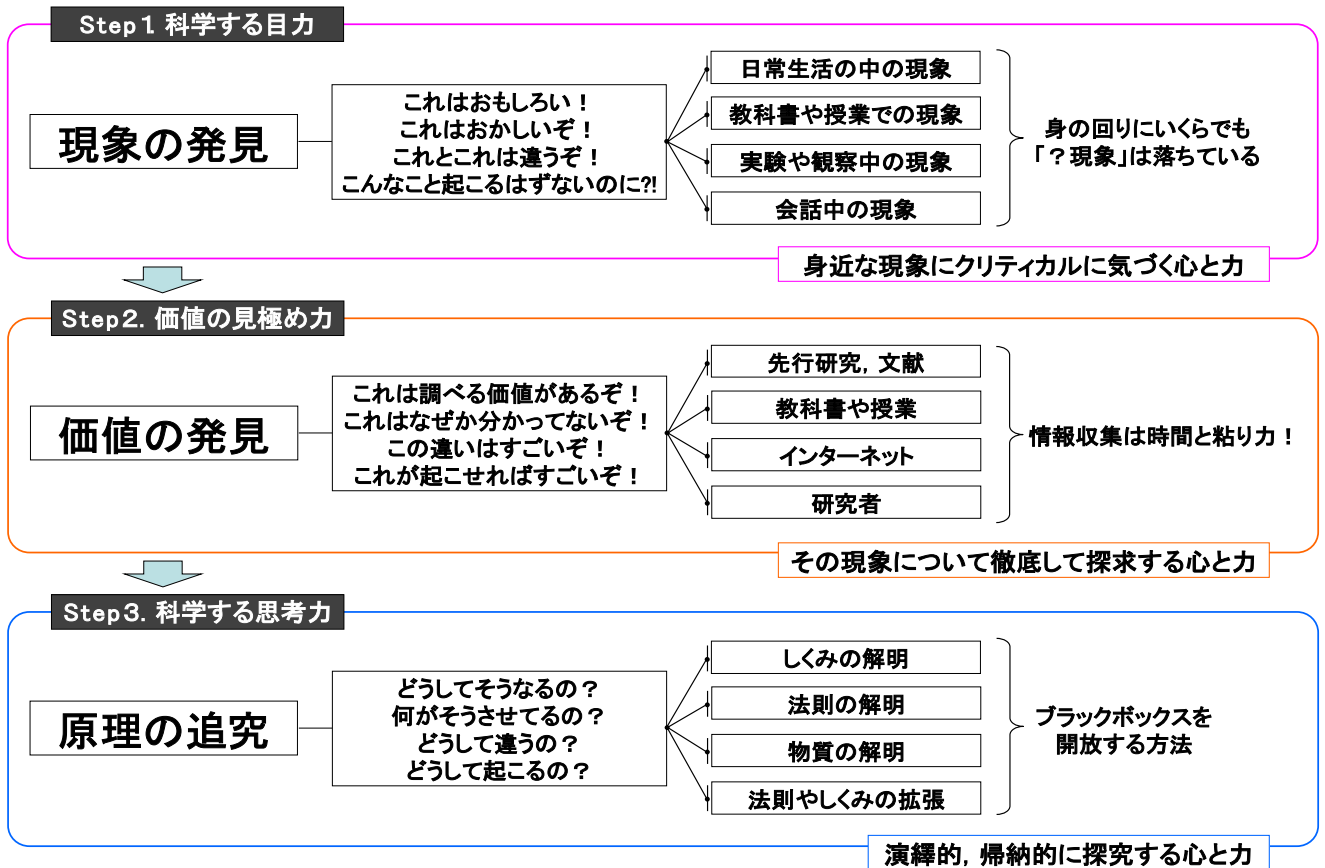 Step1. 科学する目力
現象の発見
これはおもしろい！
これはおかしいぞ！
これとこれは違うぞ！
こんなこと起こるはずないのに?!
日常生活の中の現象
教科書や授業での現象
実験や観察中の現象
会話中の現象
身の回りにいくらでも
「？現象」は落ちている
身近な現象にクリティカルに気づく心と力
Step2. 価値の見極め力
価値の発見
これは調べる価値があるぞ！
これはなぜか分かってないぞ！
この違いはすごいぞ！
これが起こせればすごいぞ！
先行研究，文献
教科書や授業
インターネット
研究者
情報収集は時間と粘り力！
その現象について徹底して探求する心と力
Step3. 科学する思考力
原理の追究
どうしてそうなるの？
何がそうさせてるの？
どうして違うの？
どうして起こるの？
しくみの解明
法則の解明
物質の解明
法則やしくみの拡張
ブラックボックスを
開放する方法
演繹的，帰納的に探究する心と力